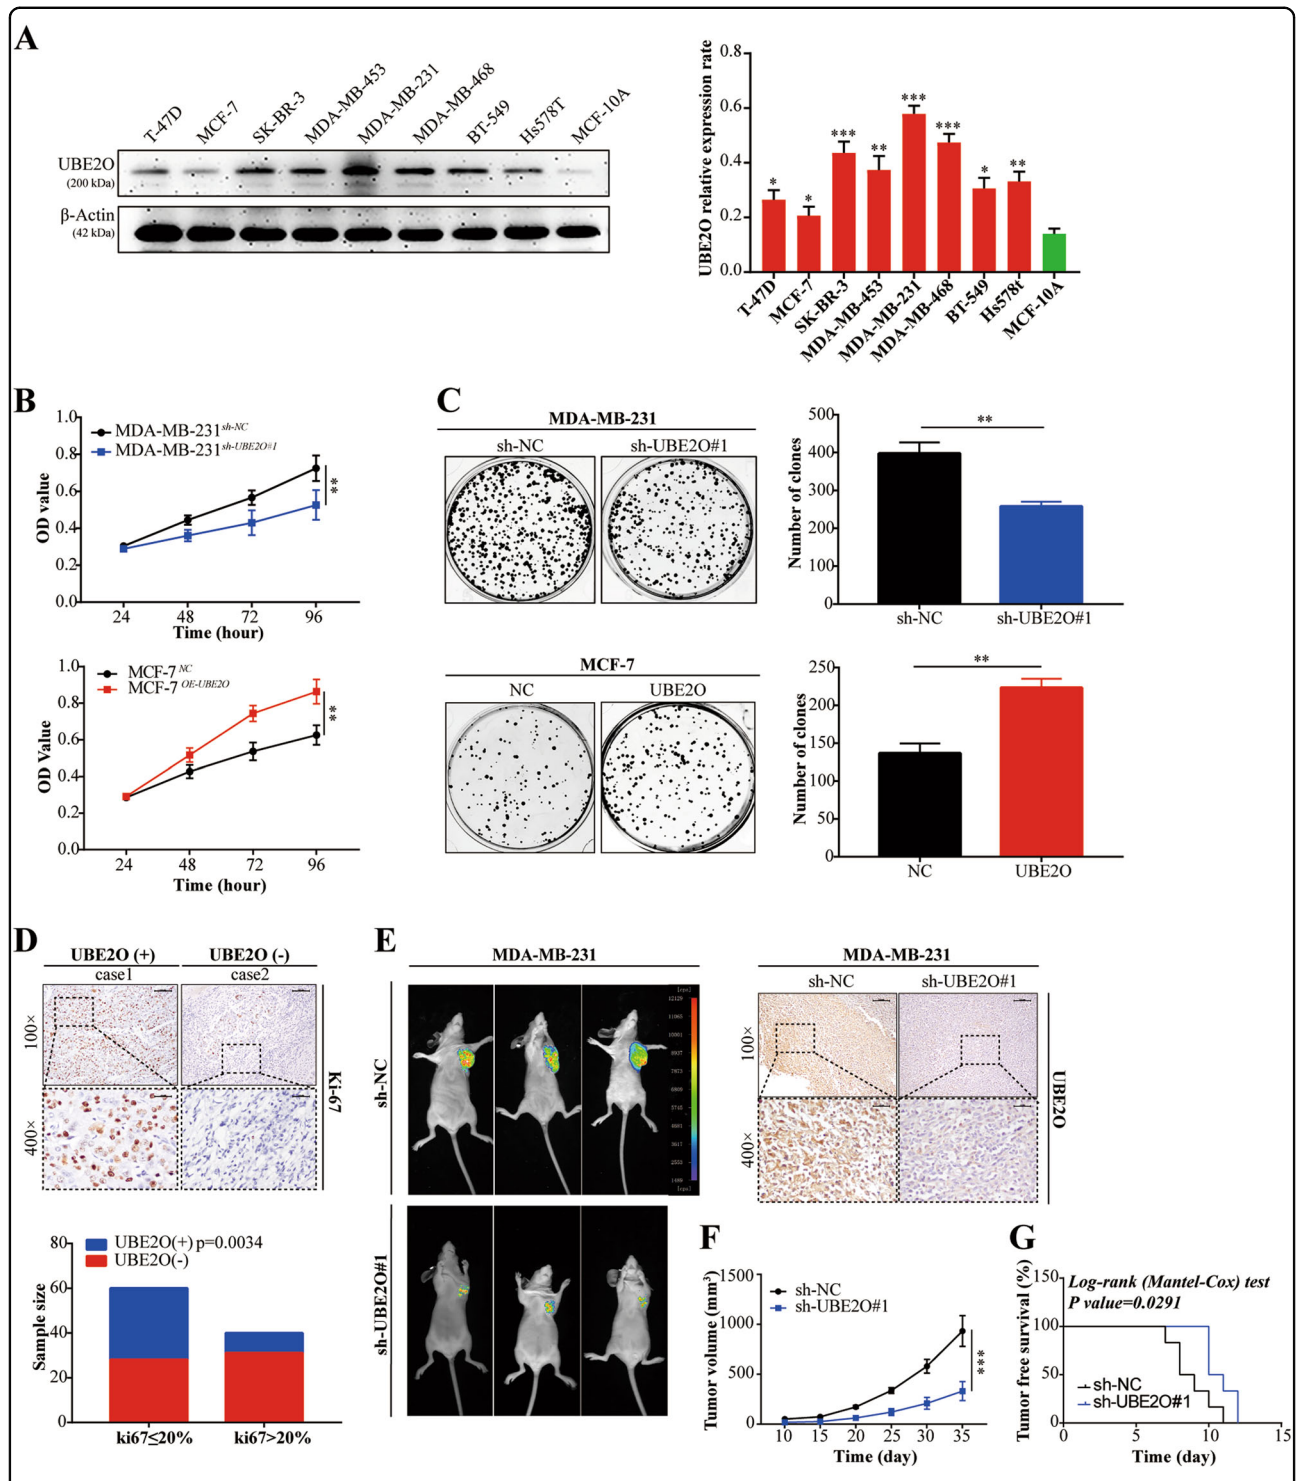 A
T-47D
MCF-7
SK-BR-3
MDA-MB-453
MDA-MB-231
MDA-MB-468
BT-549
Hs578T
MCF-10A
UBE2O
(200 kDa)
β-Actin
(42 kDa)
UBE2O relative expression rate
0.8
0.6
0.4
0.2
0.0
*
*
***
**
***
***
*
**
T-47D
MCF-7
SK-BR-3
MDA-MB-453
MDA-MB-231
MDA-MB-468
BT-549
Hs578t
MCF-10A
B
OD value
1.0
0.8
0.6
0.4
0.2
0.0
MDA-MB-231 sh-NC
MDA-MB-231 sh-UBE2O#1
**
24 48 72 96
Time (hour)
OD Value
1.0
0.8
0.6
0.4
0.2
0.0
MCF-7 NC
MCF-7 OE-UBE2O
**
24 48 72 96
Time (hour)
C
MDA-MB-231
sh-NC sh-UBE2O#1
Number of clones
500
400
300
200
100
0
**
sh-NC sh-UBE2O#1
MCF-7
NC UBE2O
Number of clones
250
200
150
100
50
0
**
NC UBE2O
D
UBE2O (+) UBE2O (-)
case1 case2
100×
400×
Ki-67
Sample size
80
60
40
20
0
UBE2O(+) p=0.0034
UBE2O(-)
ki67≤20% ki67>20%
E
MDA-MB-231
sh-NC
sh-UBE2O#1
MDA-MB-231
sh-NC sh-UBE2O#1
100×
400×
UBE2O
F
Tumor volume (mm³)
1500
1000
500
0
sh-NC
sh-UBE2O#1
***
10 15 20 25 30 35
Time (day)
G
Tumor free survival (%)
150
100
50
0
Log-rank (Mantel-Cox) test
P value=0.0291
sh-NC
sh-UBE2O#1
0 5 10 15
Time (day)